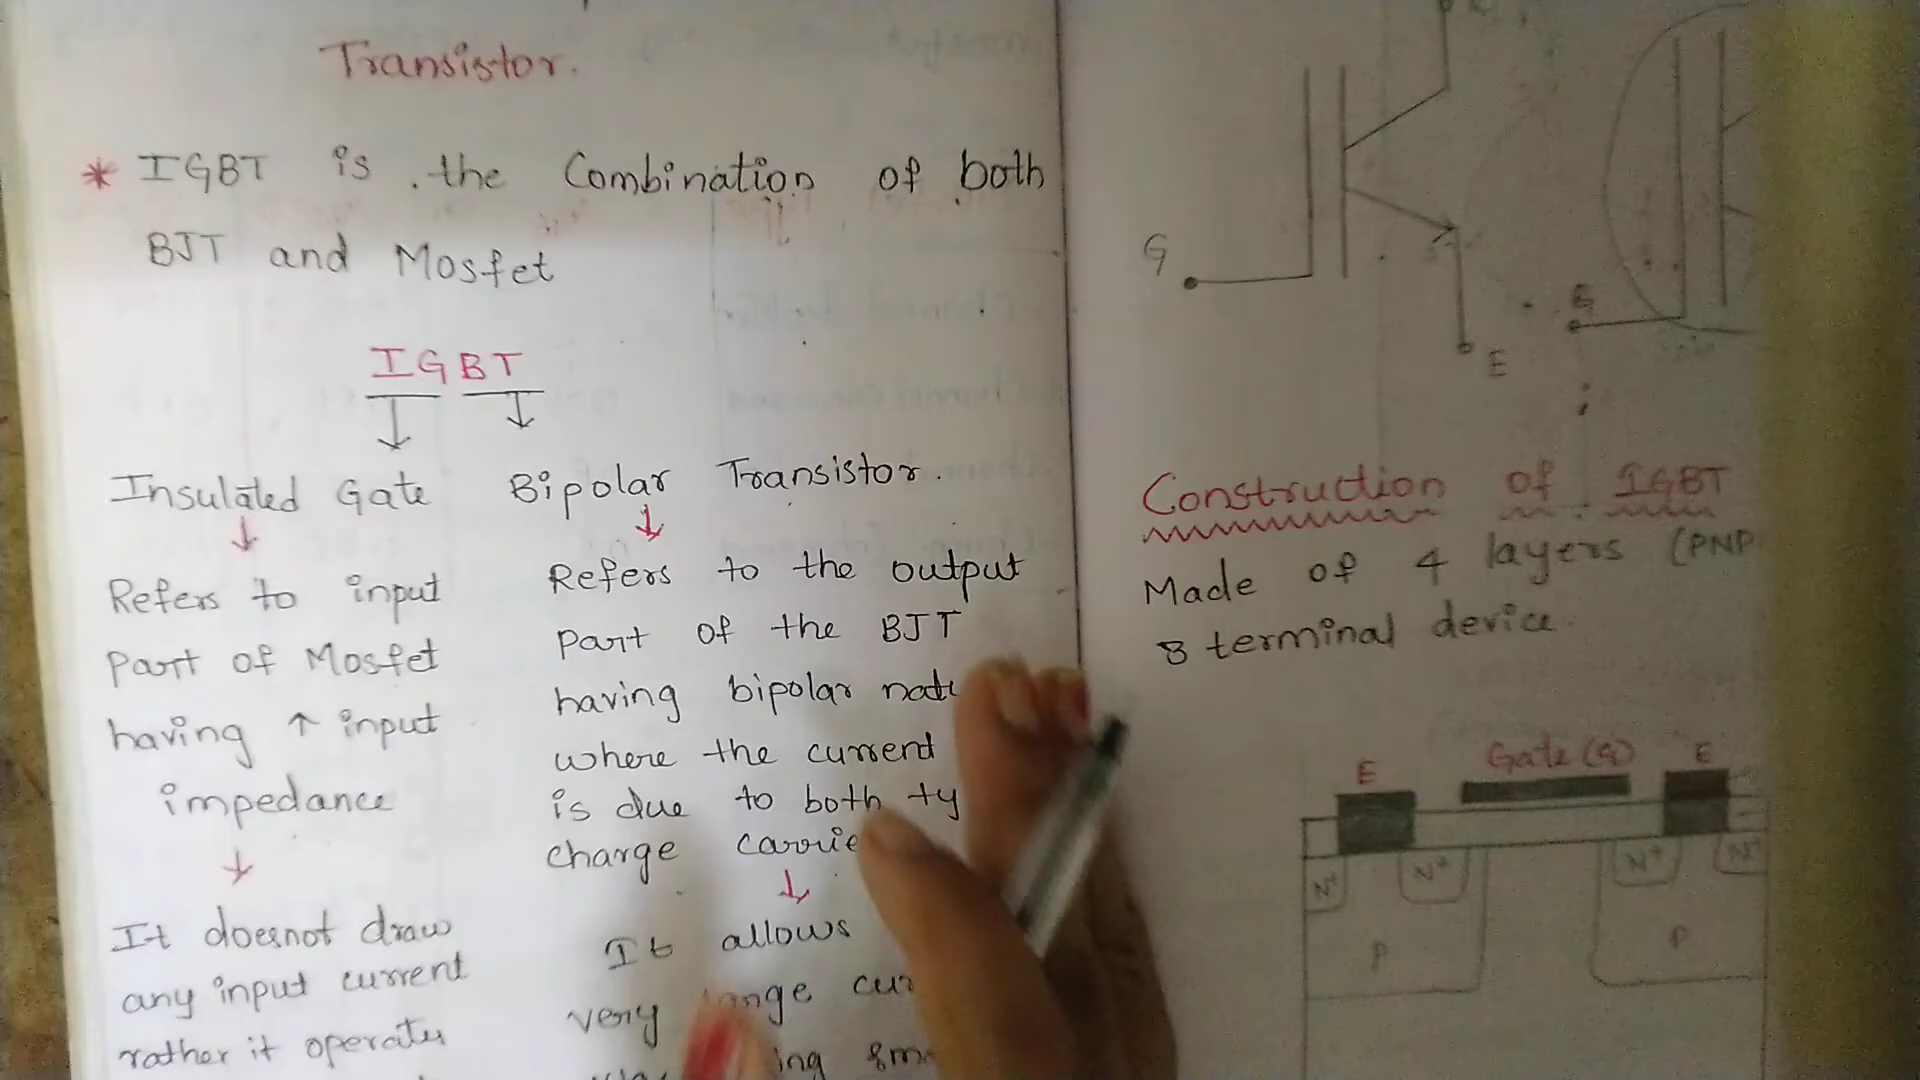 Transistor.
* IGBT is the Combination of both
BJT and Mosfet
IGBT
Insulated Gate Bipolar Transistor.
Refers to input
part of Mosfet
having ↑ input
impedance
It doesnot draw
any input current
rather it operates
Refers to the output
part of the BJT
having bipolar
where the current
is due to both
charge
It allows
very
G
E
G
Construction of IGBT
Made of 4 layers (PNP
3 terminal device
E
Gate (G)
E
N+
N+
N+
P
P